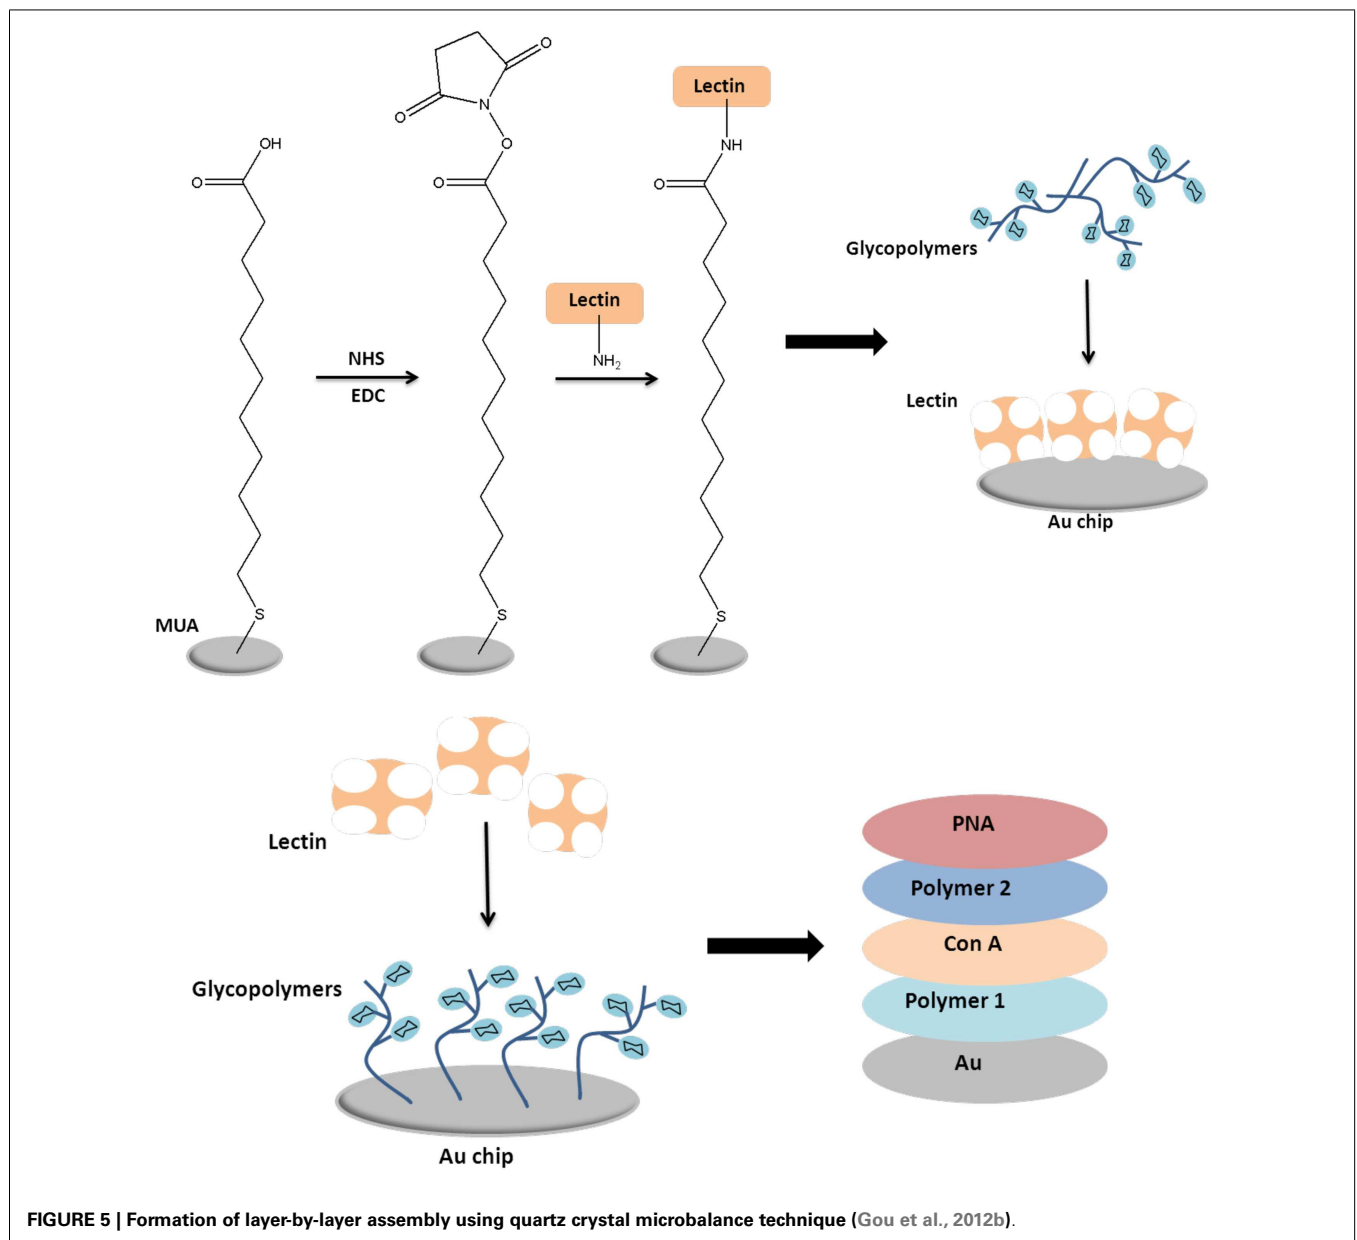 O
N
O
O
O
OH
O
NHS
EDC
S
MUA
S
Lectin
NH2
Lectin
NH
O
S
Glycopolymers
Lectin
Au chip
Lectin
Glycopolymers
Au chip
PNA
Polymer 2
Con A
Polymer 1
Au
FIGURE 5 | Formation of layer-by-layer assembly using quartz crystal microbalance technique (Gou et al., 2012b).